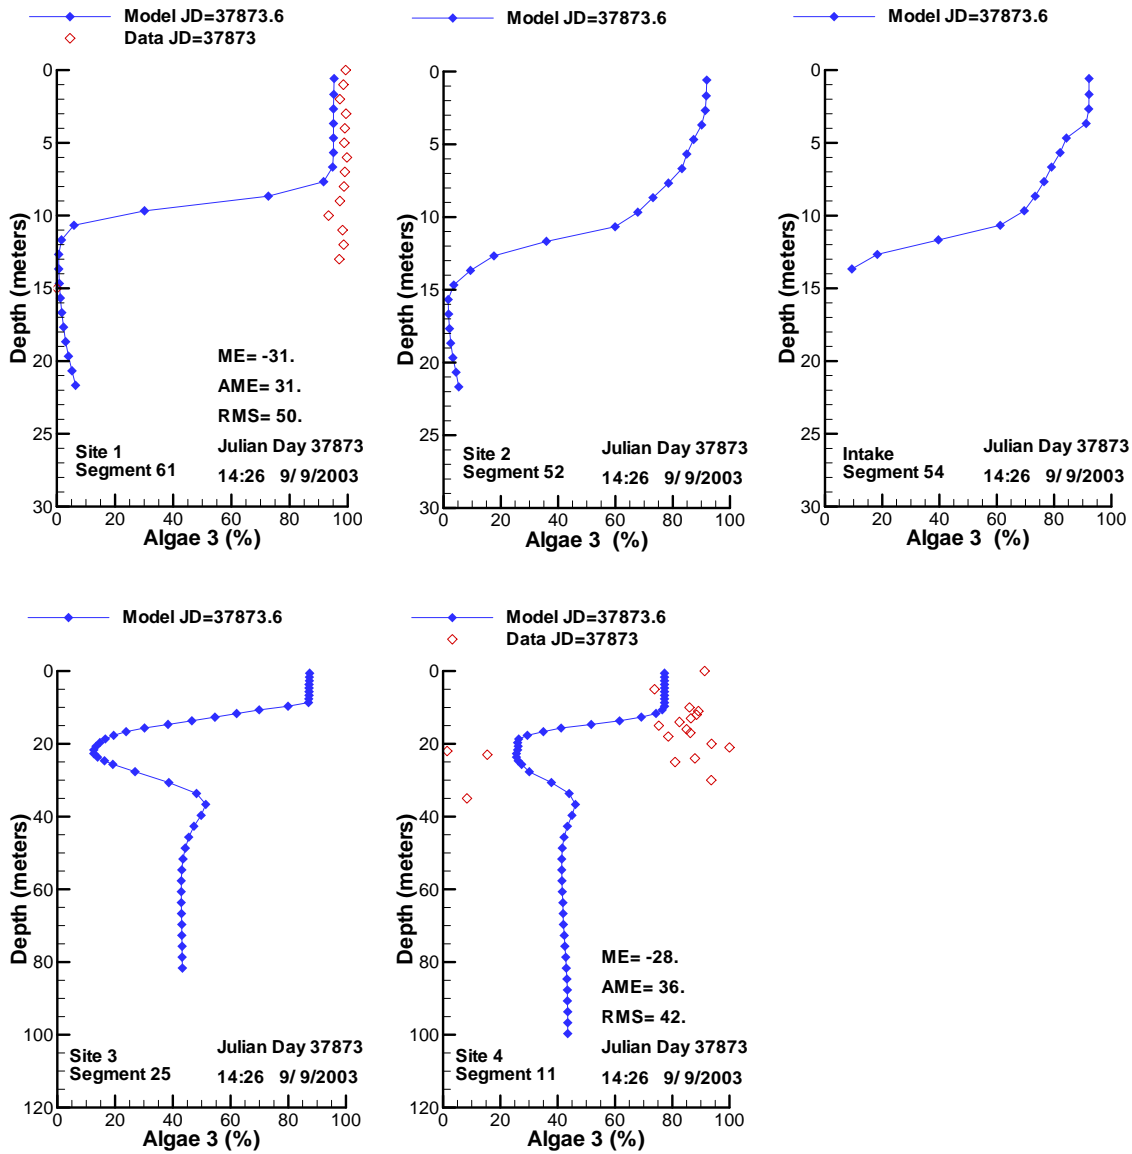 Model JD=37873.6
Data JD=37873
0
5
10
15
20
25
30
Depth (meters)
ME= -31.
AME= 31.
RMS= 50.
Site 1
Segment 61
Julian Day 37873
14:26 9/ 9/2003
0 20 40 60 80 100
Algae 3 (%)
Model JD=37873.6
0
5
10
15
20
25
30
Depth (meters)
Site 2
Segment 52
Julian Day 37873
14:26 9/ 9/2003
0 20 40 60 80 100
Algae 3 (%)
Model JD=37873.6
0
5
10
15
20
25
30
Depth (meters)
Intake
Segment 54
Julian Day 37873
14:26 9/ 9/2003
0 20 40 60 80 100
Algae 3 (%)
Model JD=37873.6
0
20
40
60
80
100
120
Depth (meters)
Site 3
Segment 25
Julian Day 37873
14:26 9/ 9/2003
0 20 40 60 80 100
Algae 3 (%)
Model JD=37873.6
Data JD=37873
0
20
40
60
80
100
120
Depth (meters)
ME= -28.
AME= 36.
RMS= 42.
Site 4
Segment 11
Julian Day 37873
14:26 9/ 9/2003
0 20 40 60 80 100
Algae 3 (%)